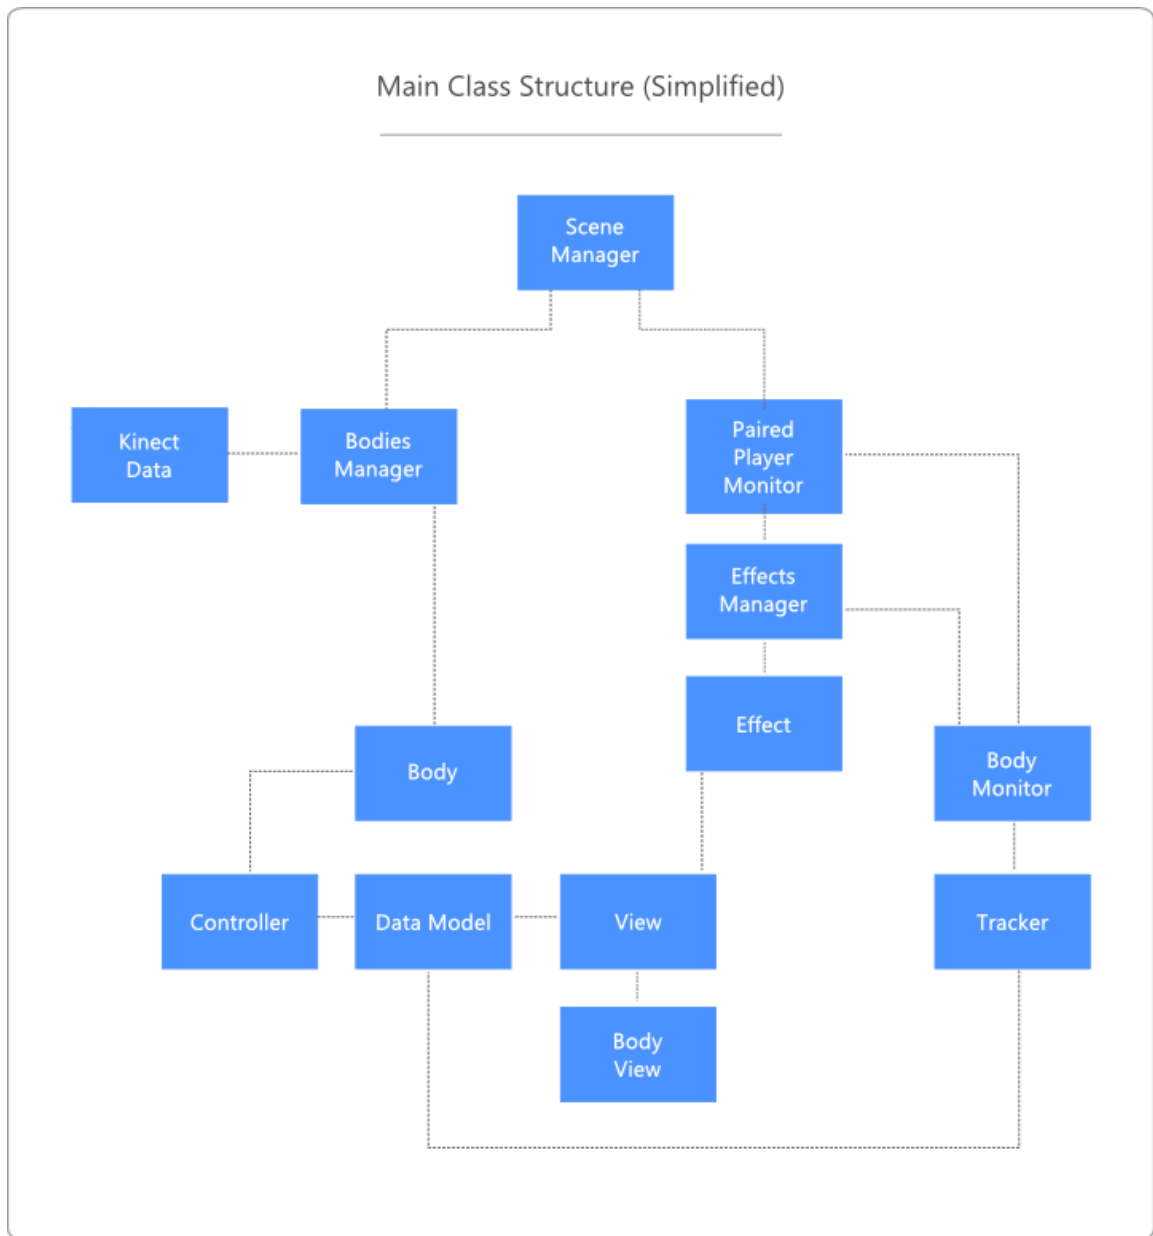 Main Class Structure (Simplified)
Scene
Manager
Kinect
Data
Bodies
Manager
Paired
Player
Monitor
Effects
Manager
Effect
Body
Body
Monitor
Controller
Data Model
View
Tracker
Body
View